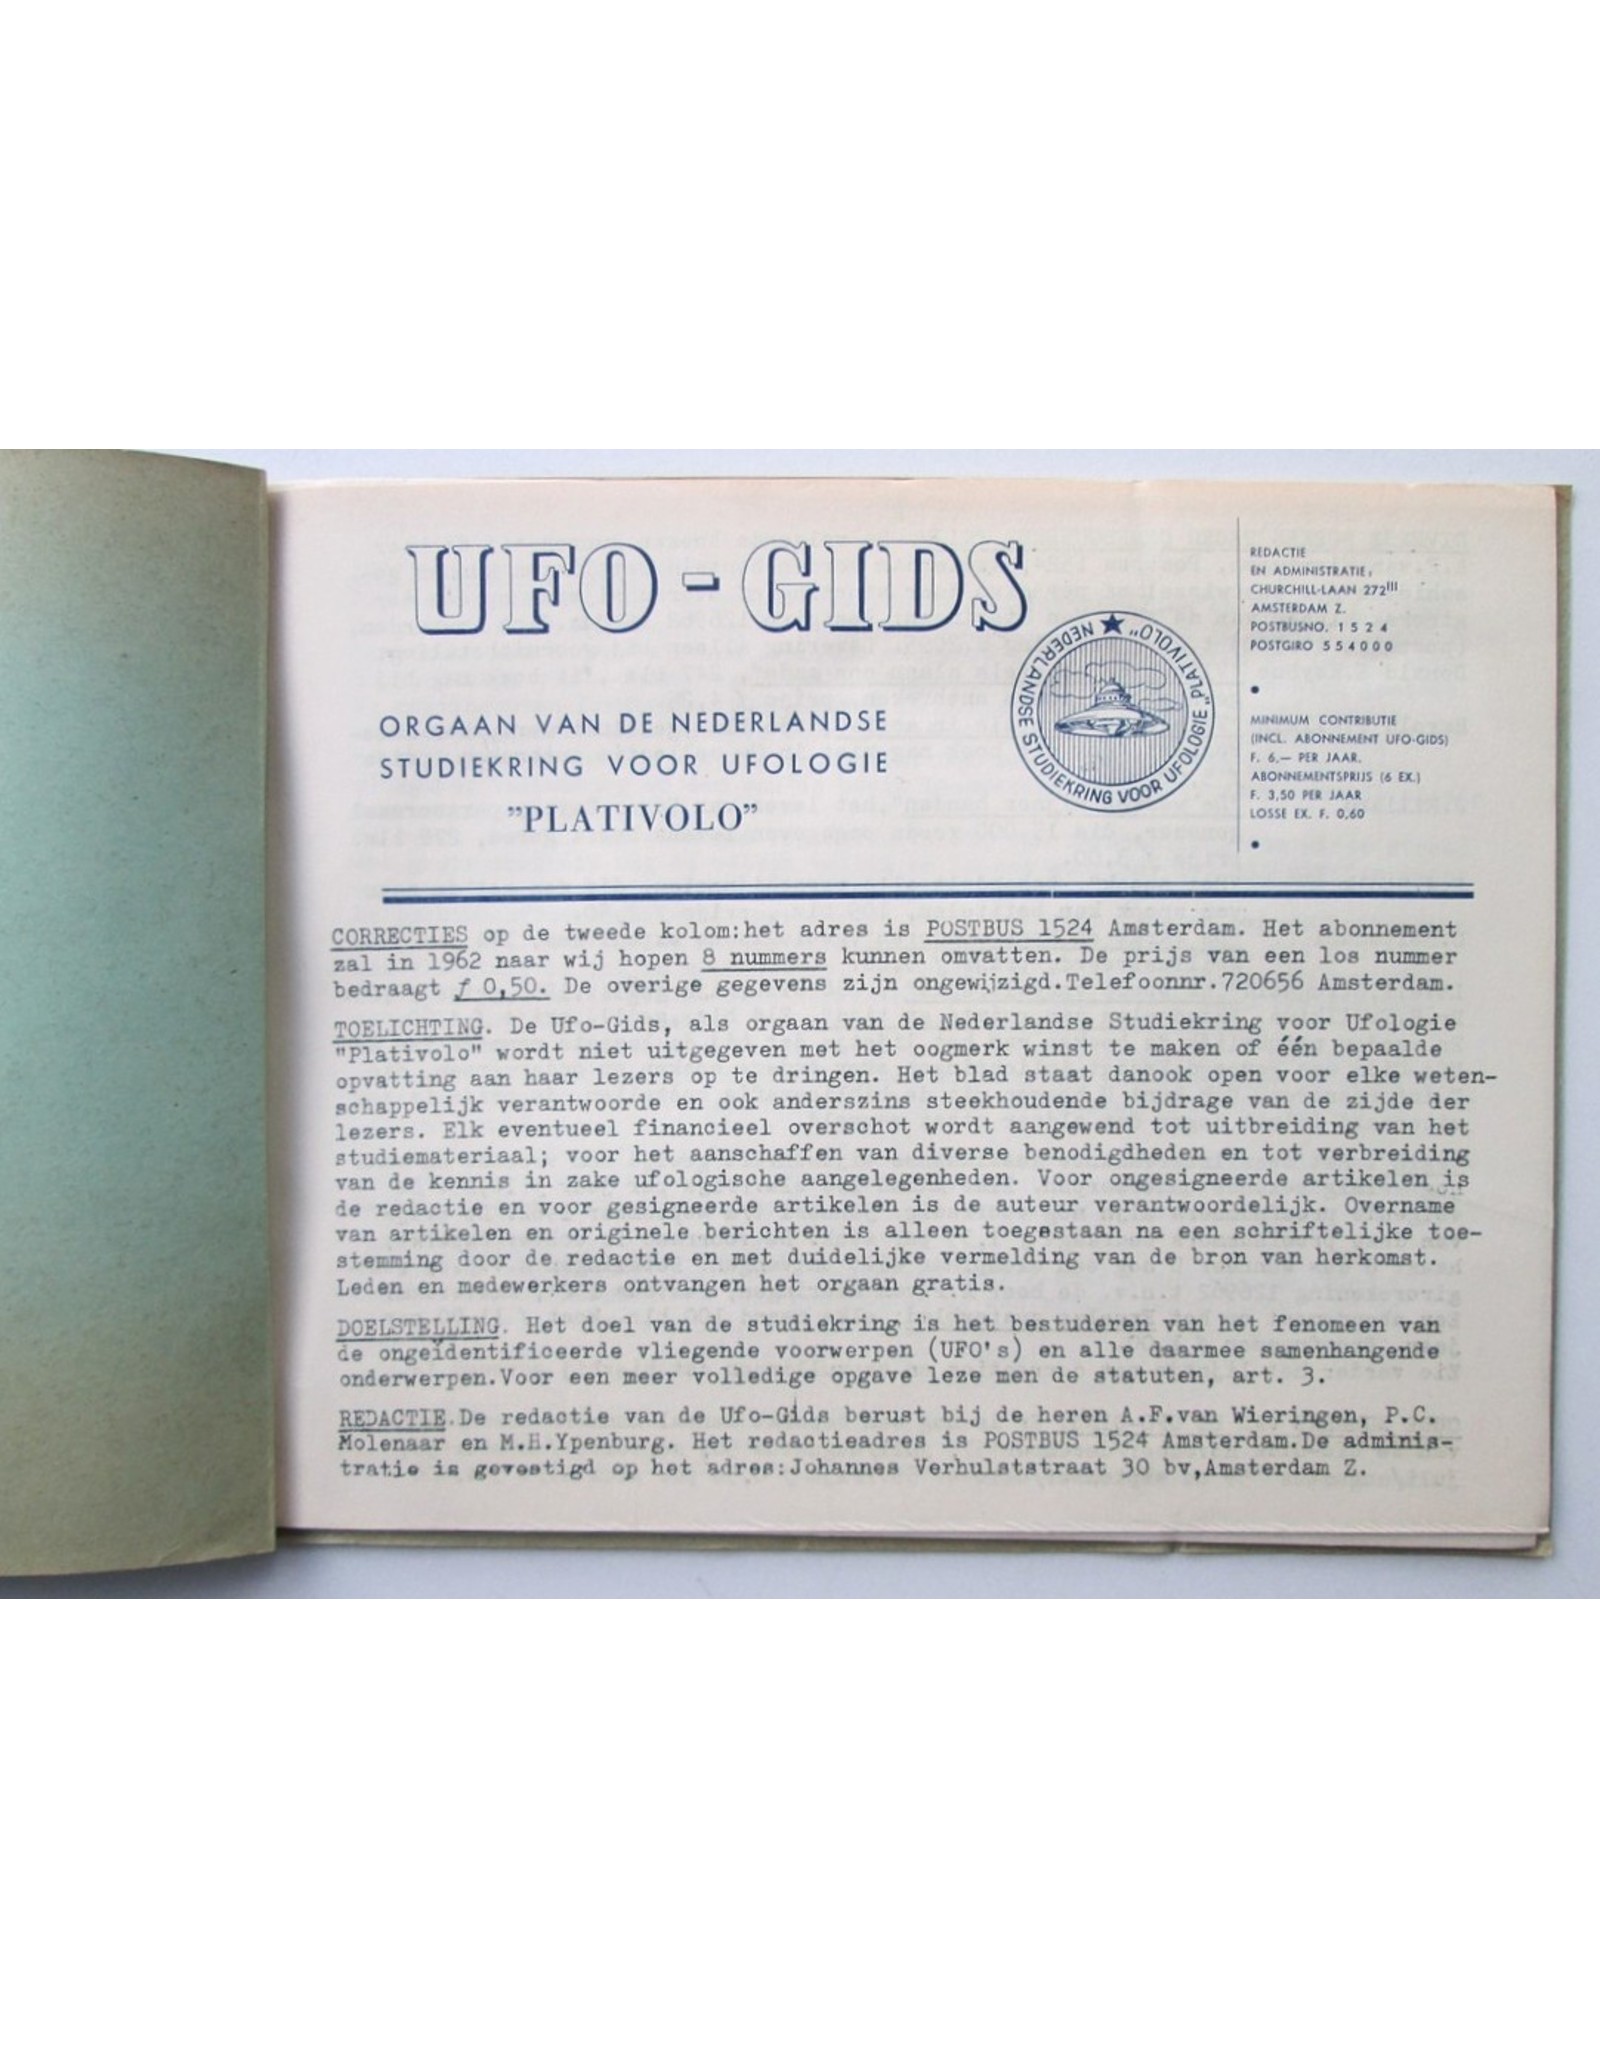 UFO - GIDS
ORGAAN VAN DE NEDERLANDSE
STUDIEKRING VOOR UFOLOGIE
"PLATIVOLO"
NEDERLANDSE STUDIEKRING VOOR UFOLOGIE "PLATIVOLO"
REDACTIE
EN ADMINISTRATIE:
CHURCHILL-LAAN 272III
AMSTERDAM Z.
POSTBUSNO. 1524
POSTGIRO 554000
MINIMUM CONTRIBUTIE
(INCL. ABONNEMENT UFO-GIDS)
F. 6,— PER JAAR.
ABONNEMENTSPRIJS (6 EX.)
F. 3,50 PER JAAR
LOSSE EX. F. 0,60
CORRECTIES op de tweede kolom:het adres is POSTBUS 1524 Amsterdam. Het abonnement
zal in 1962 naar wij hopen 8 nummers kunnen omvatten. De prijs van een los nummer
bedraagt ƒ 0,50. De overige gegevens zijn ongewijzigd.Telefoonnr.720656 Amsterdam.
TOELICHTING. De Ufo-Gids, als orgaan van de Nederlandse Studiekring voor Ufologie
"Plativolo" wordt niet uitgegeven met het oogmerk winst te maken of één bepaalde
opvatting aan haar lezers op te dringen. Het blad staat danook open voor elke weten-
schappelijk verantwoorde en ook anderszins steekhoudende bijdrage van de zijde der
lezers. Elk eventueel financieel overschot wordt aangewend tot uitbreiding van het
studiemateriaal; voor het aanschaffen van diverse benodigdheden en tot verbreiding
van de kennis in zake ufologische aangelegenheden. Voor ongesigneerde artikelen is
de redactie en voor gesigneerde artikelen is de auteur verantwoordelijk. Overname
van artikelen en originele berichten is alleen toegestaan na een schriftelijke toe-
stemming door de redactie en met duidelijke vermelding van de bron van herkomst.
Leden en medewerkers ontvangen het orgaan gratis.
DOELSTELLING. Het doel van de studiekring is het bestuderen van het fenomeen van
de ongeïdentificeerde vliegende voorwerpen (UFO's) en alle daarmee samenhangende
onderwerpen.Voor een meer volledige opgave leze men de statuten, art. 3.
REDACTIE.De redactie van de Ufo-Gids berust bij de heren A.F.van Wieringen, P.C.
Molenaar en M.H.Ypenburg. Het redactieadres is POSTBUS 1524 Amsterdam.De adminis-
tratie is gevestigd op het adres:Johannes Verhulststraat 30 bv,Amsterdam Z.